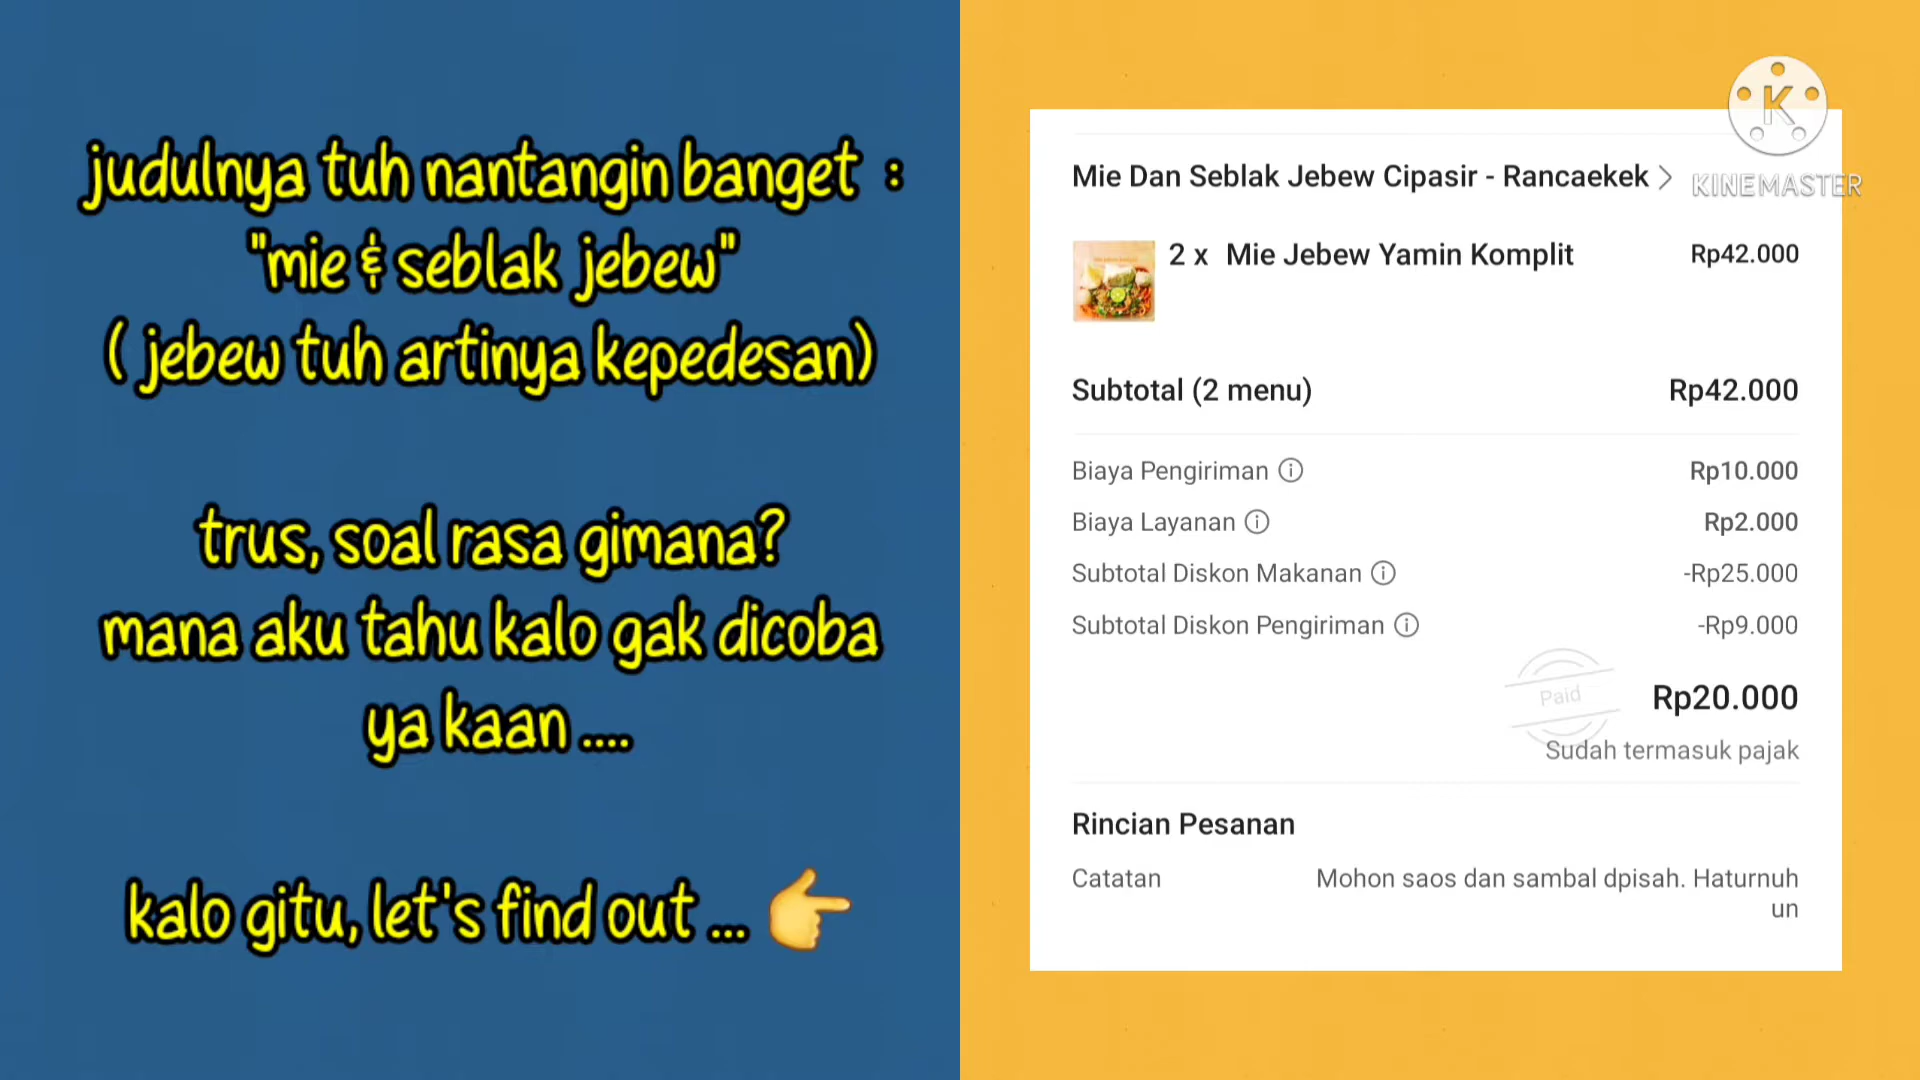 judulnya tuh nantangin banget :
"mie & seblak jebew"
( jebew tuh artinya kepedesan)
trus, soal rasa gimana?
mana aku tahu kalo gak dicoba
ya kaan ....
kalo gitu, let's find out ... 👉
KINEMASTER
Mie Dan Seblak Jebew Cipasir - Rancaekek >
2 x Mie Jebew Yamin Komplit Rp42.000
Subtotal (2 menu) Rp42.000
Biaya Pengiriman Rp10.000
Biaya Layanan Rp2.000
Subtotal Diskon Makanan -Rp25.000
Subtotal Diskon Pengiriman -Rp9.000
Paid Rp20.000
Sudah termasuk pajak
Rincian Pesanan
Catatan Mohon saos dan sambal dpisah. Haturnuh
un